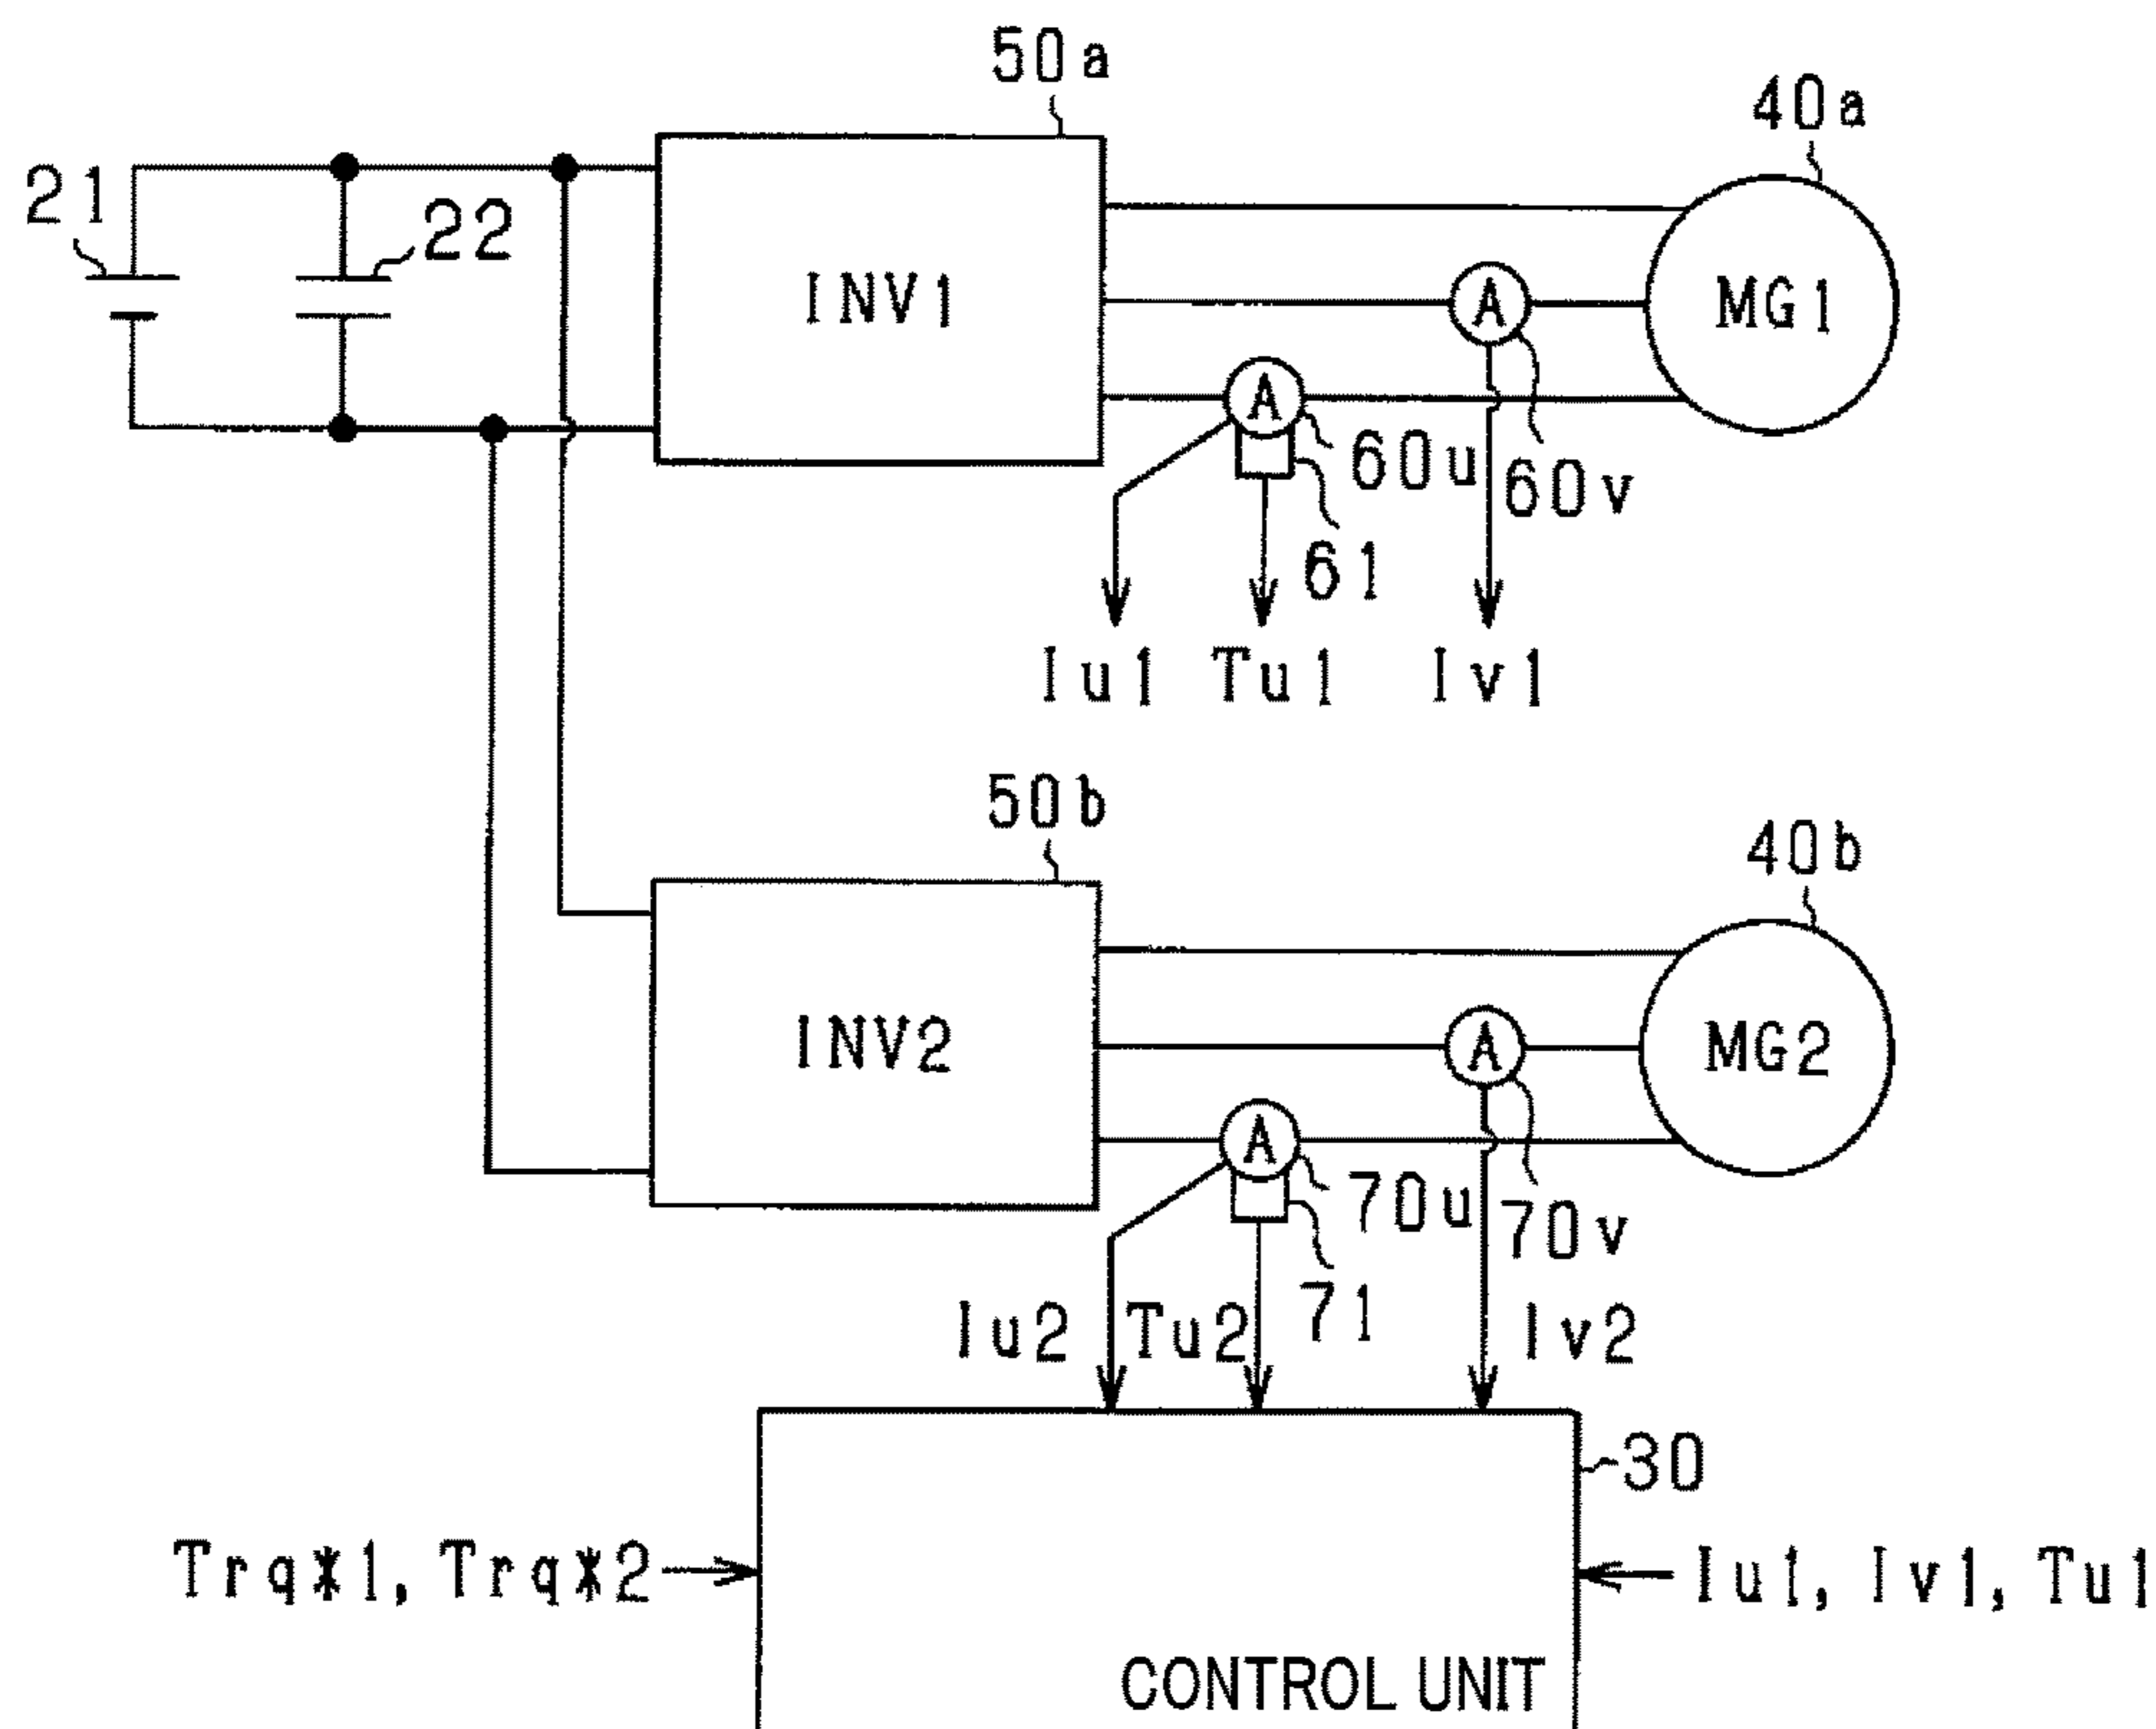 50a
40a
21
22
INV1
A
MG1
A
60u
60v
61
Iu1
Tu1
Iv1
50b
40b
INV2
A
MG2
A
70u
70v
71
Iu2
Tu2
Iv2
30
Trq*1, Trq*2
Iu1, Iv1, Tu1
CONTROL UNIT